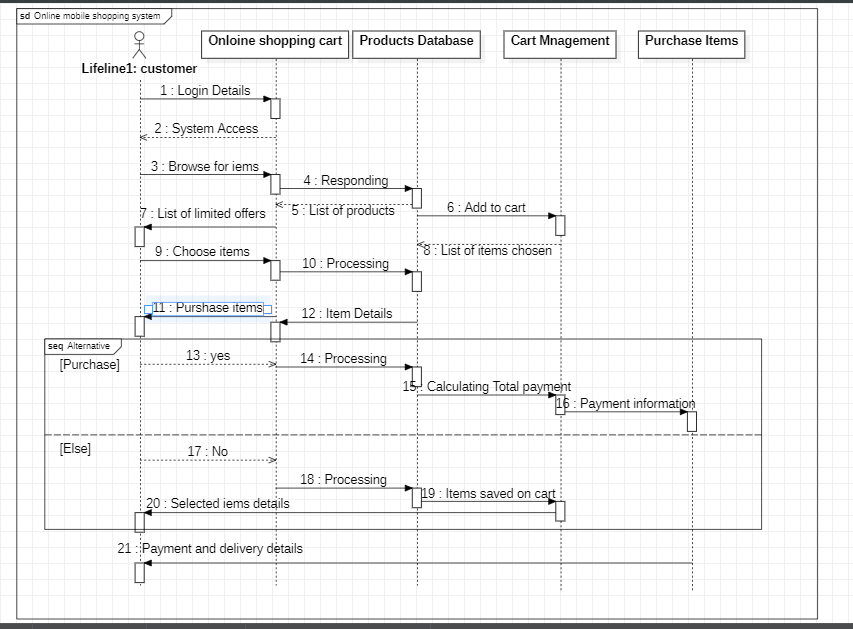 sd Online mobile shopping system
Onloine shopping cart
Products Database
Cart Mnagement
Purchase Items
Lifeline1: customer
1 : Login Details
2 : System Access
3 : Browse for iems
4 : Responding
5 : List of products
6 : Add to cart
7 : List of limited offers
8 : List of items chosen
9 : Choose items
10 : Processing
11 : Purshase items
12 : Item Details
seq Alternative
[Purchase]
13 : yes
14 : Processing
15 : Calculating Total payment
16 : Payment information
[Else]
17 : No
18 : Processing
19 : Items saved on cart
20 : Selected iems details
21 : Payment and delivery details